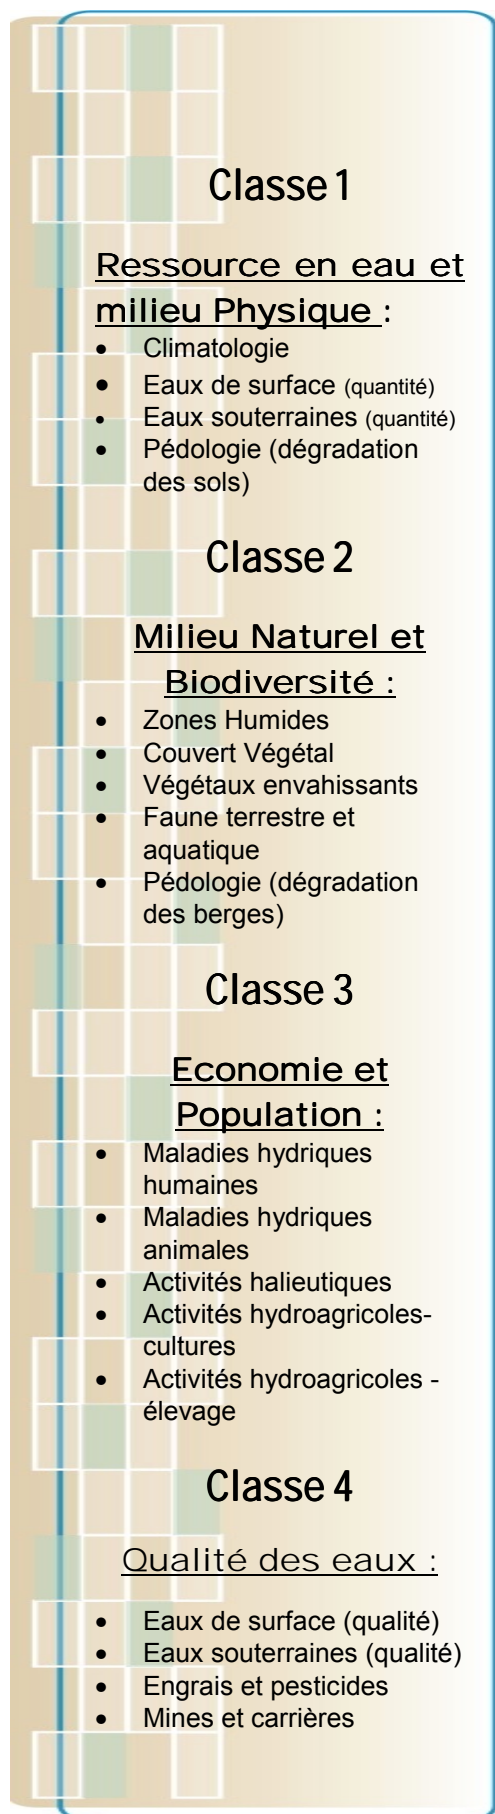 Classe 1
Ressource en eau et
milieu Physique :
• Climatologie
• Eaux de surface (quantité)
• Eaux souterraines (quantité)
• Pédologie (dégradation
des sols)
Classe 2
Milieu Naturel et
Biodiversité :
• Zones Humides
• Couvert Végétal
• Végétaux envahissants
• Faune terrestre et
aquatique
• Pédologie (dégradation
des berges)
Classe 3
Economie et
Population :
• Maladies hydriques
humaines
• Maladies hydriques
animales
• Activités halieutiques
• Activités hydroagricoles-
cultures
• Activités hydroagricoles -
élevage
Classe 4
Qualité des eaux :
• Eaux de surface (qualité)
• Eaux souterraines (qualité)
• Engrais et pesticides
• Mines et carrières